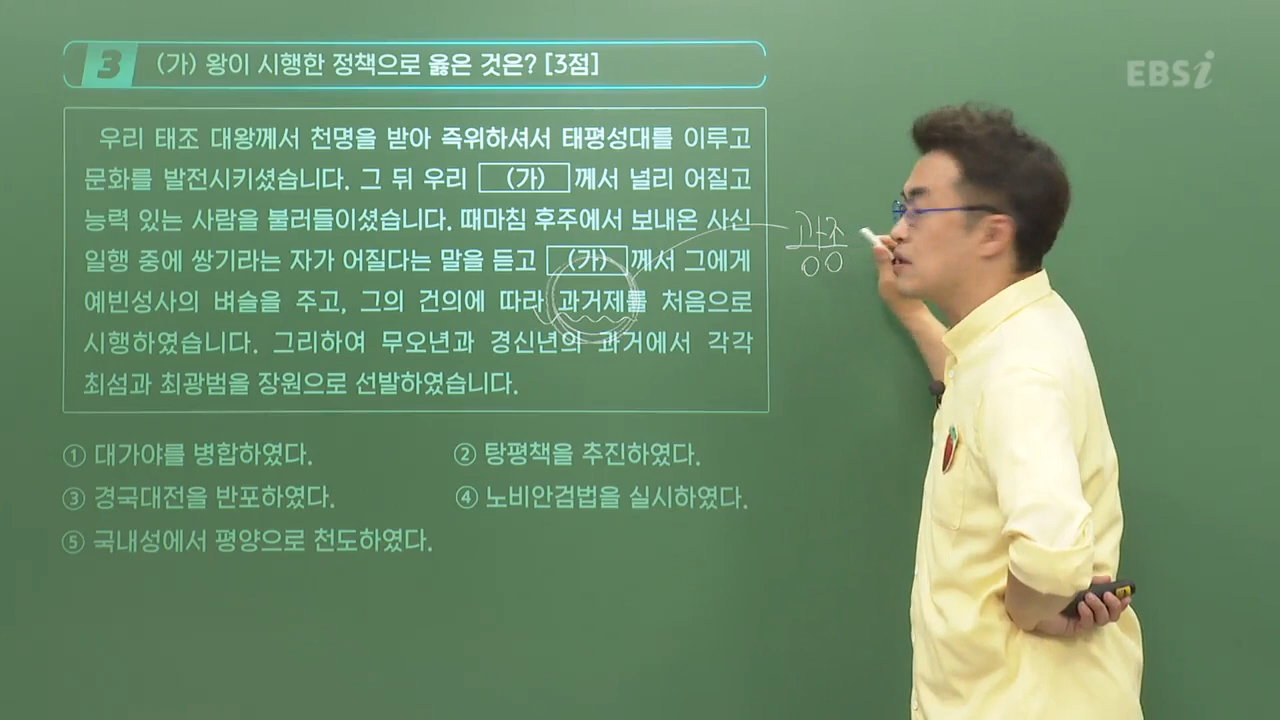 3 (가) 왕이 시행한 정책으로 옳은 것은? [3점]
EBSi
우리 태조 대왕께서 천명을 받아 즉위하셔서 태평성대를 이루고
문화를 발전시키셨습니다. 그 뒤 우리 (가) 께서 널리 어질고
능력 있는 사람을 불러들이셨습니다. 때마침 후주에서 보내온 사신
일행 중에 쌍기라는 자가 어질다는 말을 듣고 (가) 께서 그에게
예빈성사의 벼슬을 주고, 그의 건의에 따라 과거제를 처음으로
시행하였습니다. 그리하여 무오년과 경신년의 과거에서 각각
최섬과 최광범을 장원으로 선발하였습니다.
광조
① 대가야를 병합하였다.
② 탕평책을 추진하였다.
③ 경국대전을 반포하였다.
④ 노비안검법을 실시하였다.
⑤ 국내성에서 평양으로 천도하였다.